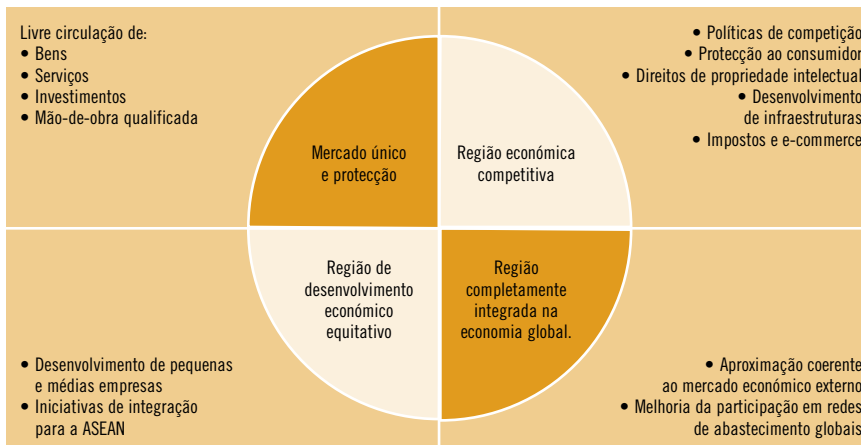 Livre circulação de:
• Bens
• Serviços
• Investimentos
• Mão-de-obra qualificada
Mercado único
e protecção
Região económica
competitiva
• Políticas de competição
• Protecção ao consumidor
• Direitos de propriedade intelectual
• Desenvolvimento
de infraestruturas
• Impostos e e-commerce
Região de
desenvolvimento
económico
equitativo
Região
completamente
integrada na
economia global.
• Desenvolvimento de pequenas
e médias empresas
• Iniciativas de integração
para a ASEAN
• Aproximação coerente
ao mercado económico externo
• Melhoria da participação em redes
de abastecimento globais